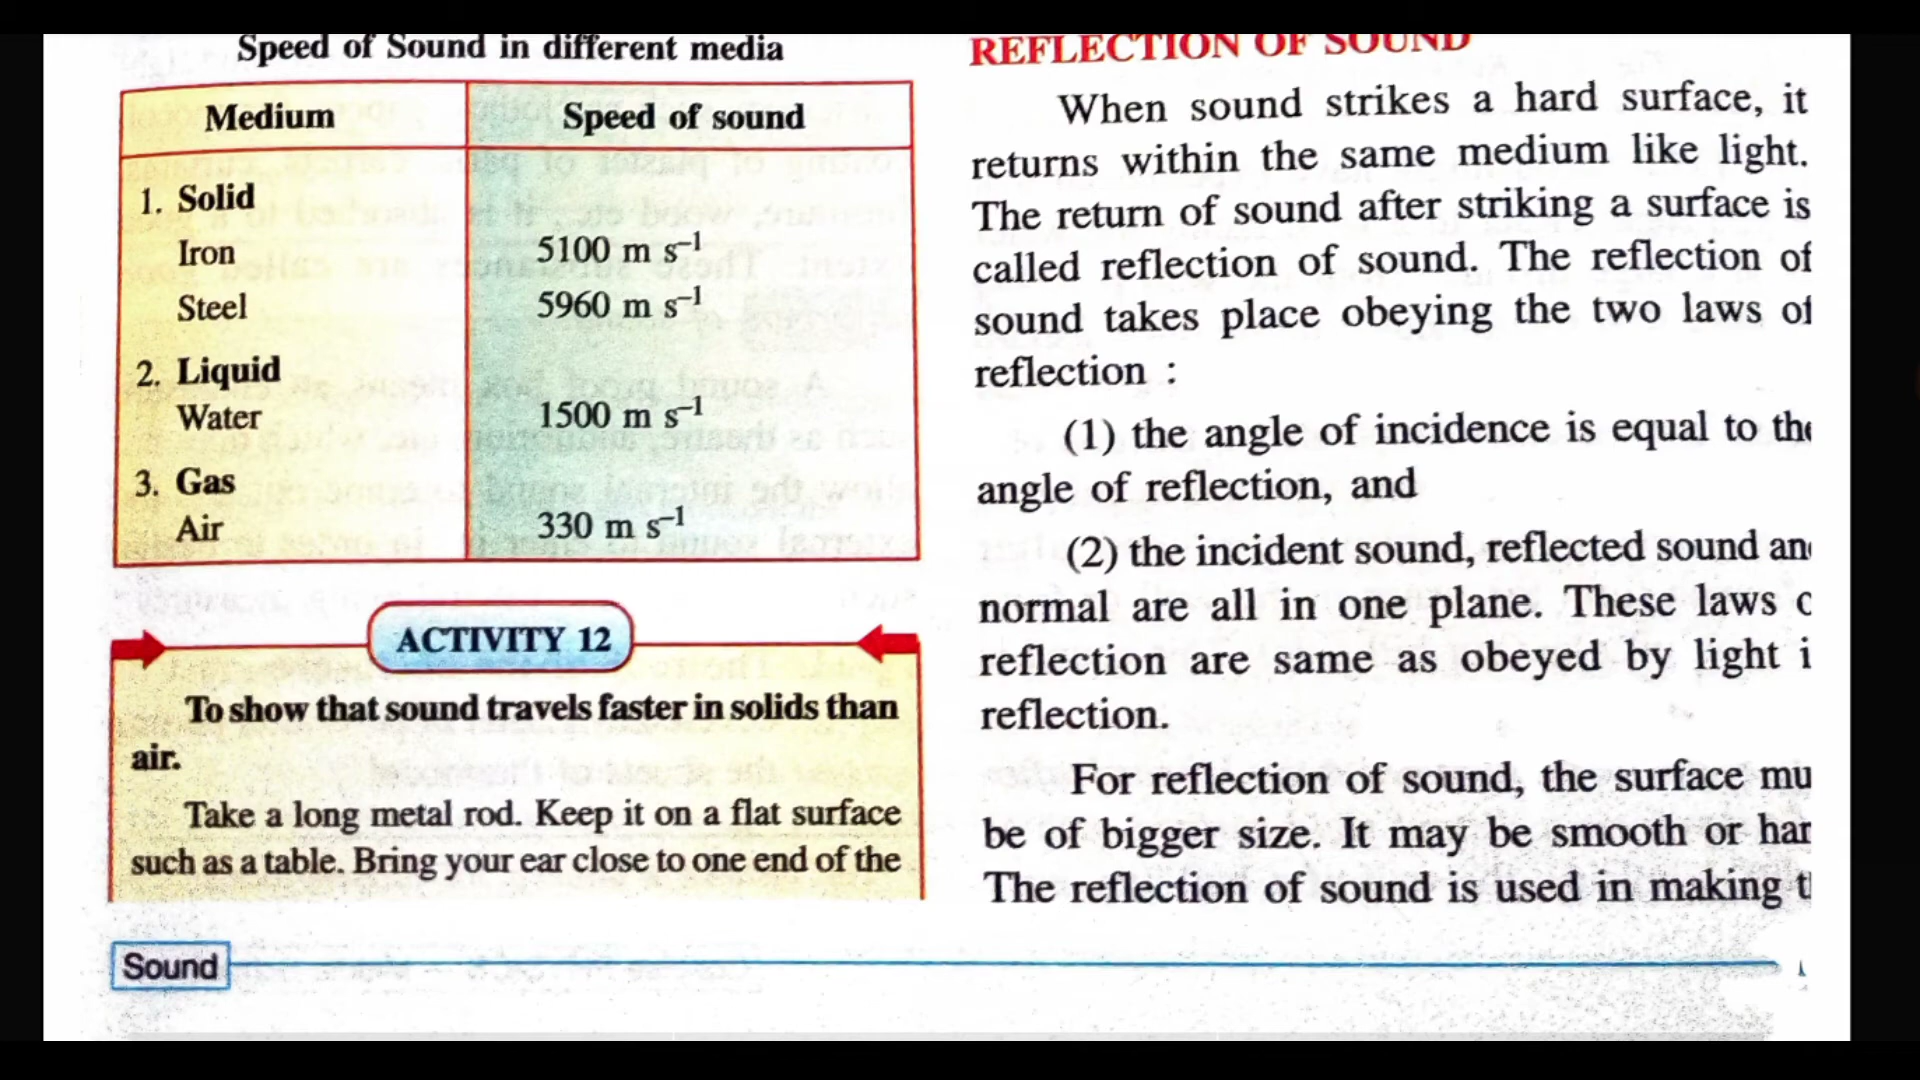 Speed of Sound in different media
Medium Speed of sound
1. Solid
Iron 5100 m s⁻¹
Steel 5960 m s⁻¹
2. Liquid
Water 1500 m s⁻¹
3. Gas
Air 330 m s⁻¹
ACTIVITY 12
To show that sound travels faster in solids than
air.
Take a long metal rod. Keep it on a flat surface
such as a table. Bring your ear close to one end of the
Sound
REFLECTION OF SOUND
When sound strikes a hard surface, it
returns within the same medium like light.
The return of sound after striking a surface is
called reflection of sound. The reflection of
sound takes place obeying the two laws of
reflection :
(1) the angle of incidence is equal to the
angle of reflection, and
(2) the incident sound, reflected sound an
normal are all in one plane. These laws
reflection are same as obeyed by light i
reflection.
For reflection of sound, the surface mu
be of bigger size. It may be smooth or har
The reflection of sound is used in making t